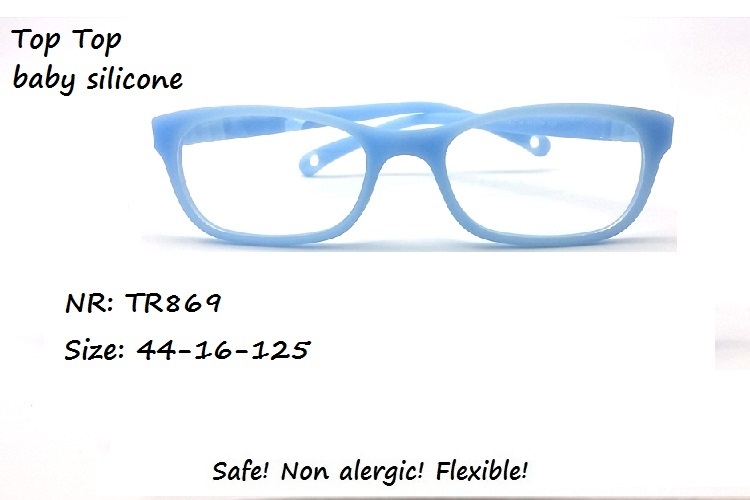 Top Top
baby silicone
NR: TR869
Size: 44-16-125
Safe! Non alergic! Flexible!